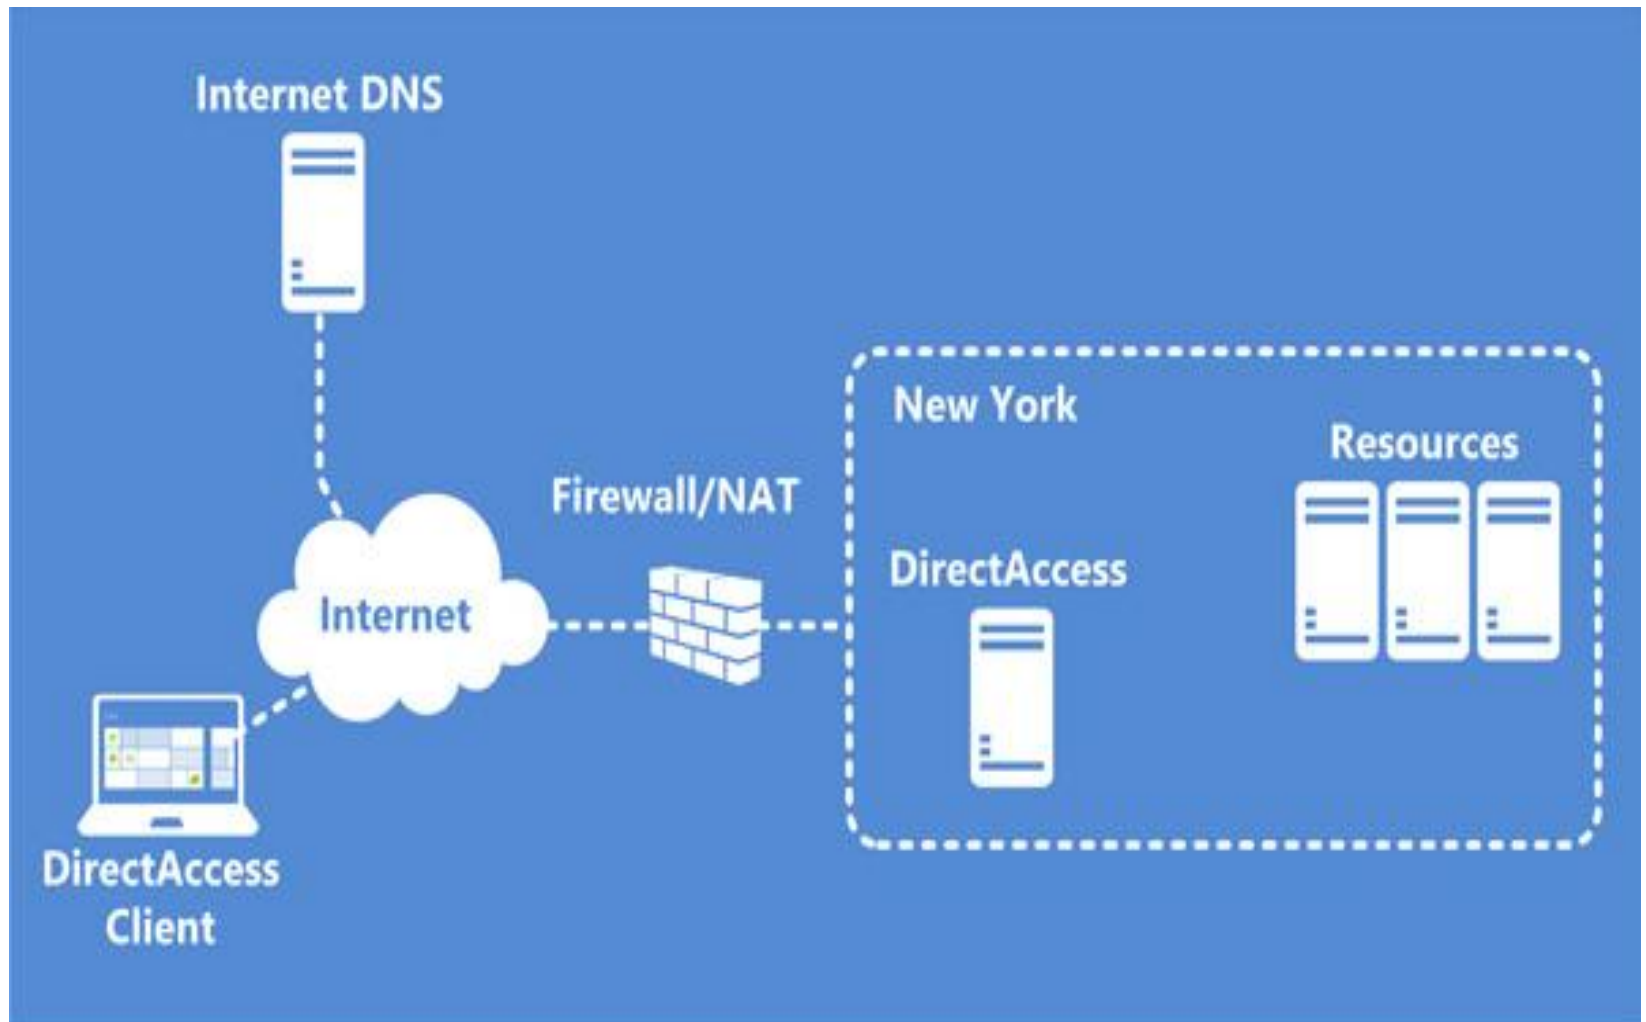 Internet DNS
New York
Resources
Firewall/NAT
DirectAccess
Internet
DirectAccess
Client